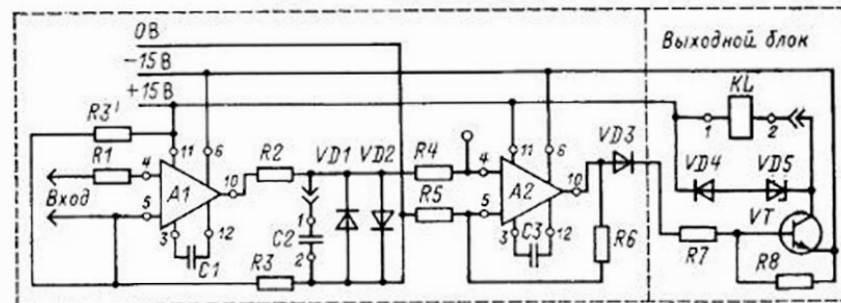 0В
-15В
+15В
Выходной блок
R3'
11
6
R1
4
A1
10
Вход
5
3
12
C1
R2
VD1
VD2
1
C2
2
R3
R4
R5
4
5
11
6
A2
10
3
12
C3
VD3
R6
KL
1
2
VD4
VD5
VT
R7
R8